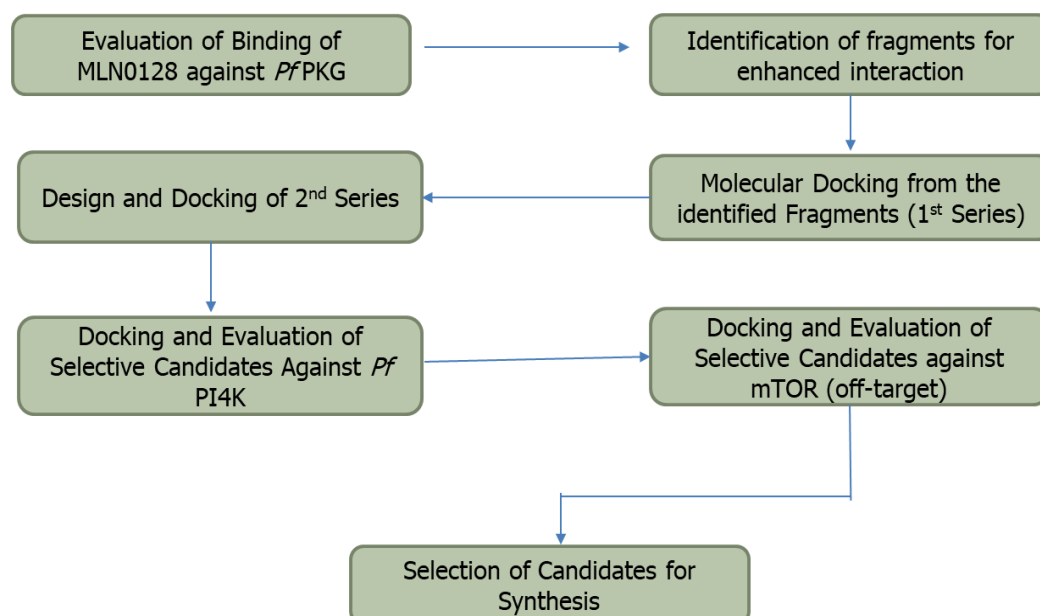 Evaluation of Binding of
MLN0128 against Pf PKG
Identification of fragments for
enhanced interaction
Molecular Docking from the
identified Fragments (1st Series)
Design and Docking of 2nd Series
Docking and Evaluation of
Selective Candidates Against Pf
PI4K
Docking and Evaluation of
Selective Candidates against
mTOR (off-target)
Selection of Candidates for
Synthesis